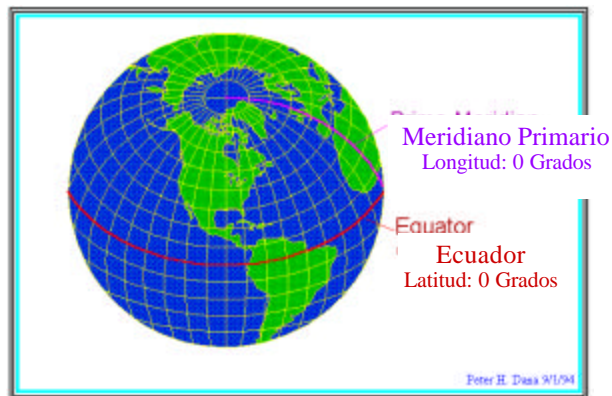 Meridiano Primario
Longitud: 0 Grados
Equator
Ecuador
Latitud: 0 Grados
Peter H. Dana 9/1/94